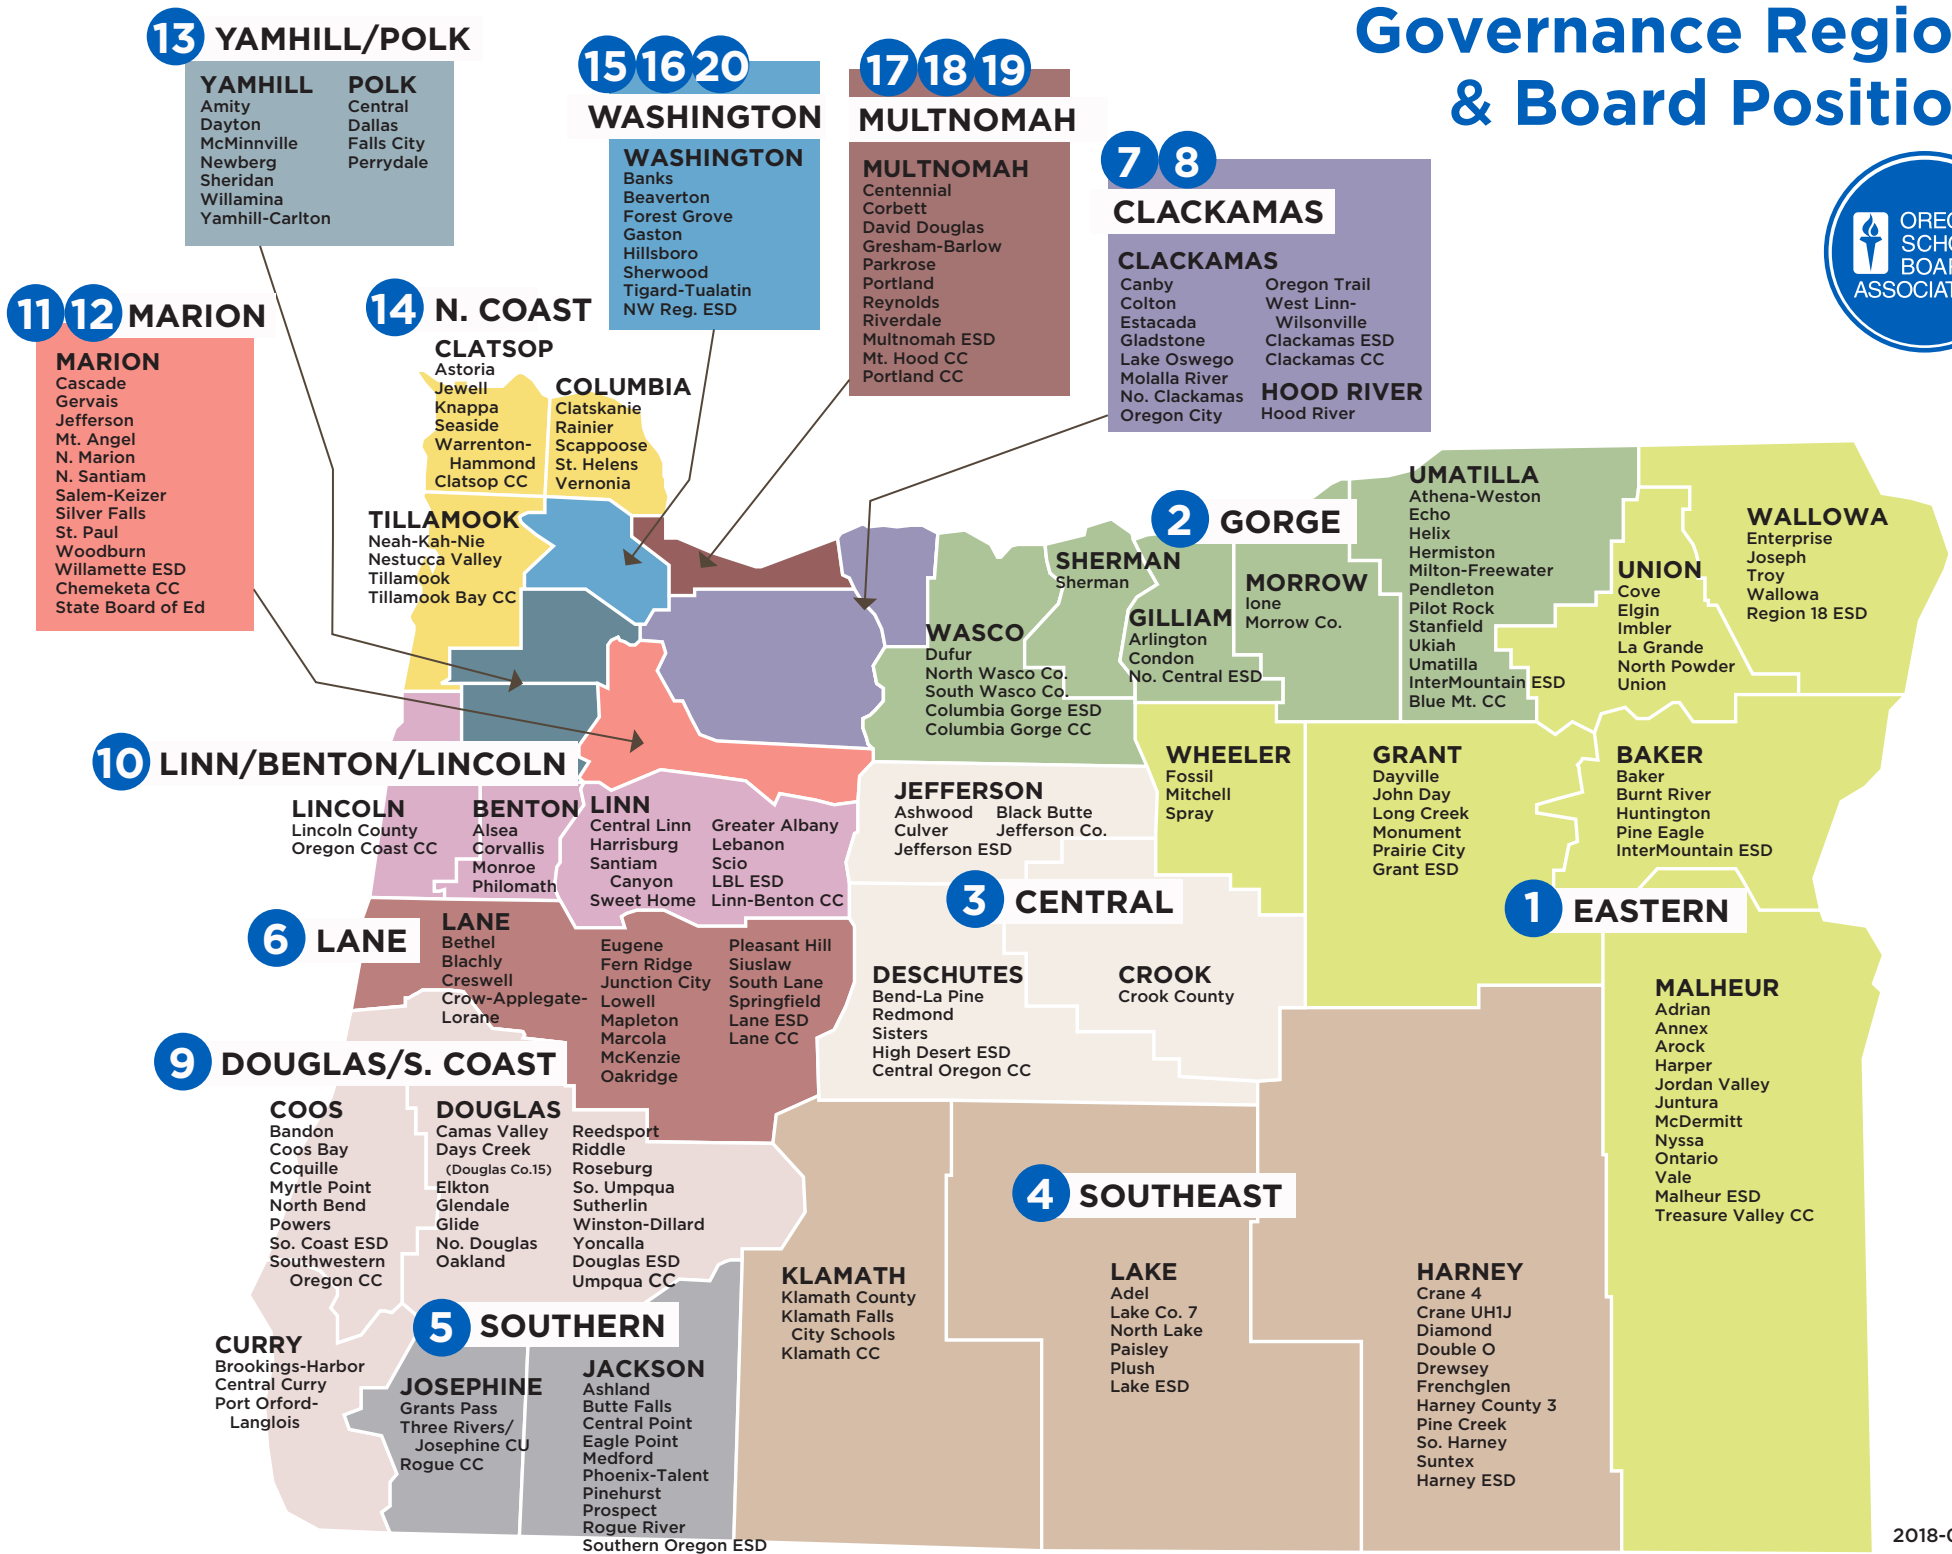 Governance Regio
& Board Positio
OREG
SCHO
BOAR
ASSOCIAT
13 YAMHILL/POLK
YAMHILL
Amity
Dayton
McMinnville
Newberg
Sheridan
Willamina
Yamhill-Carlton
POLK
Central
Dallas
Falls City
Perrydale
15 16 20
WASHINGTON
WASHINGTON
Banks
Beaverton
Forest Grove
Gaston
Hillsboro
Sherwood
Tigard-Tualatin
NW Reg. ESD
17 18 19
MULTNOMAH
MULTNOMAH
Centennial
Corbett
David Douglas
Gresham-Barlow
Parkrose
Portland
Reynolds
Riverdale
Multnomah ESD
Mt. Hood CC
Portland CC
7 8
CLACKAMAS
CLACKAMAS
Canby
Colton
Estacada
Gladstone
Lake Oswego
Molalla River
No. Clackamas
Oregon City
Oregon Trail
West Linn-
Wilsonville
Clackamas ESD
Clackamas CC
HOOD RIVER
Hood River
11 12 MARION
MARION
Cascade
Gervais
Jefferson
Mt. Angel
N. Marion
N. Santiam
Salem-Keizer
Silver Falls
St. Paul
Woodburn
Willamette ESD
Chemeketa CC
State Board of Ed
14 N. COAST
CLATSOP
Astoria
Jewell
Knappa
Seaside
Warrenton-
Hammond
Clatsop CC
COLUMBIA
Clatskanie
Rainier
Scappoose
St. Helens
Vernonia
TILLAMOOK
Neah-Kah-Nie
Nestucca Valley
Tillamook
Tillamook Bay CC
2 GORGE
WASCO
Dufur
North Wasco Co.
South Wasco Co.
Columbia Gorge ESD
Columbia Gorge CC
SHERMAN
Sherman
GILLIAM
Arlington
Condon
No. Central ESD
MORROW
Ione
Morrow Co.
UMATILLA
Athena-Weston
Echo
Helix
Hermiston
Milton-Freewater
Pendleton
Pilot Rock
Stanfield
Ukiah
Umatilla
InterMountain ESD
Blue Mt. CC
UNION
Cove
Elgin
Imbler
La Grande
North Powder
Union
WALLOWA
Enterprise
Joseph
Troy
Wallowa
Region 18 ESD
10 LINN/BENTON/LINCOLN
LINCOLN
Lincoln County
Oregon Coast CC
BENTON
Alsea
Corvallis
Monroe
Philomath
LINN
Central Linn
Harrisburg
Santiam
Canyon
Sweet Home
Greater Albany
Lebanon
Scio
LBL ESD
Linn-Benton CC
JEFFERSON
Ashwood
Culver
Jefferson ESD
Black Butte
Jefferson Co.
WHEELER
Fossil
Mitchell
Spray
GRANT
Dayville
John Day
Long Creek
Monument
Prairie City
Grant ESD
BAKER
Baker
Burnt River
Huntington
Pine Eagle
InterMountain ESD
3 CENTRAL
DESCHUTES
Bend-La Pine
Redmond
Sisters
High Desert ESD
Central Oregon CC
CROOK
Crook County
1 EASTERN
MALHEUR
Adrian
Annex
Arock
Harper
Jordan Valley
Juntura
McDermitt
Nyssa
Ontario
Vale
Malheur ESD
Treasure Valley CC
6 LANE
LANE
Bethel
Blachly
Creswell
Crow-Applegate-
Lorane
Eugene
Fern Ridge
Junction City
Lowell
Mapleton
Marcola
McKenzie
Oakridge
Pleasant Hill
Siuslaw
South Lane
Springfield
Lane ESD
Lane CC
9 DOUGLAS/S. COAST
COOS
Bandon
Coos Bay
Coquille
Myrtle Point
North Bend
Powers
So. Coast ESD
Southwestern
Oregon CC
DOUGLAS
Camas Valley
Days Creek
(Douglas Co.15)
Elkton
Glendale
Glide
No. Douglas
Oakland
Reedsport
Riddle
Roseburg
So. Umpqua
Sutherlin
Winston-Dillard
Yoncalla
Douglas ESD
Umpqua CC
CURRY
Brookings-Harbor
Central Curry
Port Orford-
Langlois
5 SOUTHERN
JOSEPHINE
Grants Pass
Three Rivers/
Josephine CU
Rogue CC
JACKSON
Ashland
Butte Falls
Central Point
Eagle Point
Medford
Phoenix-Talent
Pinehurst
Prospect
Rogue River
Southern Oregon ESD
4 SOUTHEAST
KLAMATH
Klamath County
Klamath Falls
City Schools
Klamath CC
LAKE
Adel
Lake Co. 7
North Lake
Paisley
Plush
Lake ESD
HARNEY
Crane 4
Crane UH1J
Diamond
Double O
Drewsey
Frenchglen
Harney County 3
Pine Creek
So. Harney
Suntex
Harney ESD
2018-0